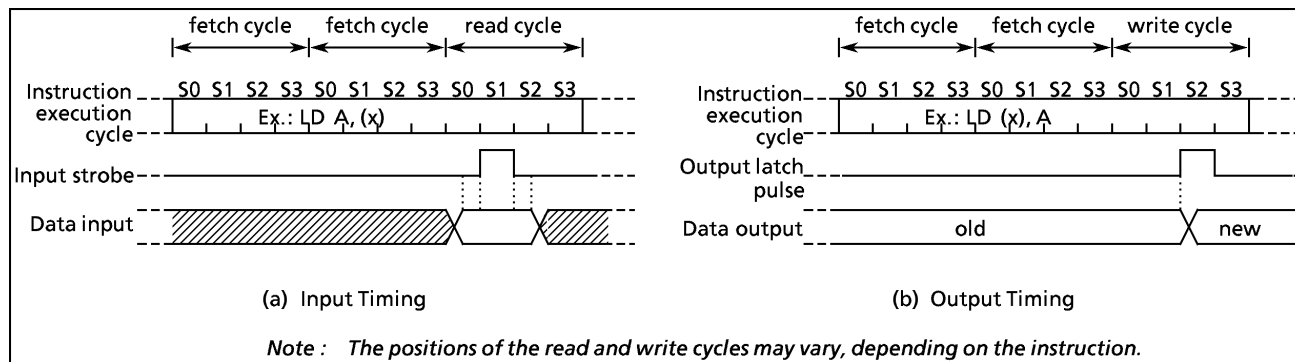 fetch cycle fetch cycle read cycle
S0 S1 S2 S3 S0 S1 S2 S3 S0 S1 S2 S3
Instruction
execution
cycle
Ex.: LD A, (x)
Input strobe
Data input
(a) Input Timing
fetch cycle fetch cycle write cycle
S0 S1 S2 S3 S0 S1 S2 S3 S0 S1 S2 S3
Instruction
execution
cycle
Ex.: LD (x), A
Output latch
pulse
Data output
old new
(b) Output Timing
Note : The positions of the read and write cycles may vary, depending on the instruction.